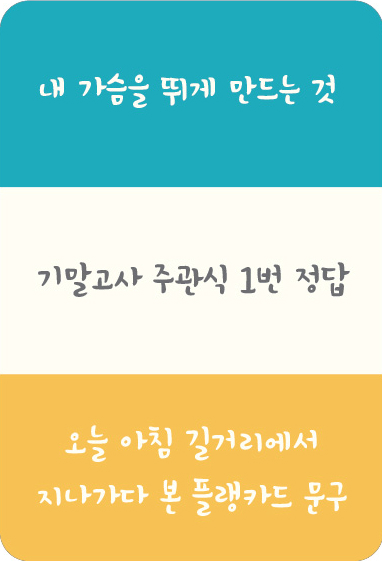 내 가슴을 뛰게 만드는 것
기말고사 주관식 1번 정답
오늘 아침 길거리에서
지나가다 본 플랭카드 문구